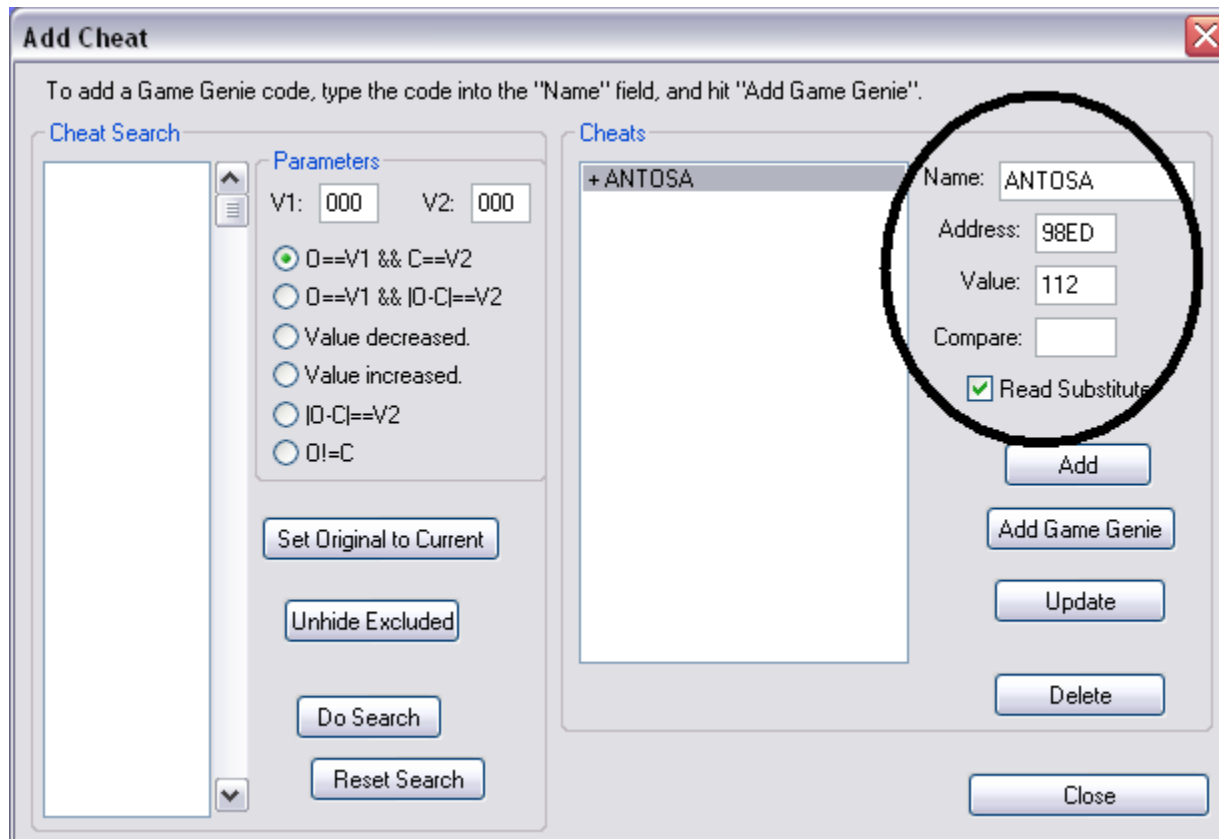 Add Cheat
To add a Game Genie code, type the code into the "Name" field, and hit "Add Game Genie".
Cheat Search
Parameters
V1: 000 V2: 000
O==V1 && C==V2
O==V1 && |O-C|==V2
Value decreased.
Value increased.
|O-C|==V2
O!=C
Set Original to Current
Unhide Excluded
Do Search
Reset Search
Cheats
+ ANTOSA
Name: ANTOSA
Address: 98ED
Value: 112
Compare:
Read Substitute
Add
Add Game Genie
Update
Delete
Close